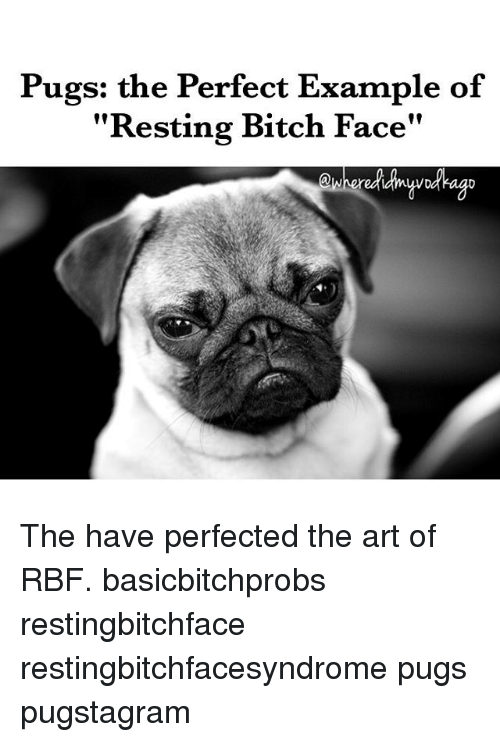 Pugs: the Perfect Example of
"Resting Bitch Face"
@wheredidmyvodkago
The have perfected the art of
RBF. basicbitchprobs
restingbitchface
restingbitchfacesyndrome pugs
pugstagram